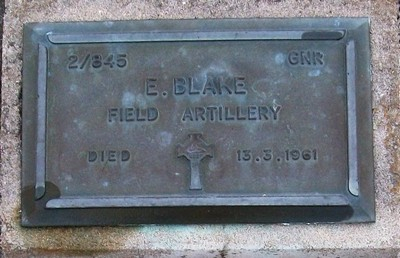 2/845 GNR
E. BLAKE
FIELD ARTILLERY
DIED 13.3.1961